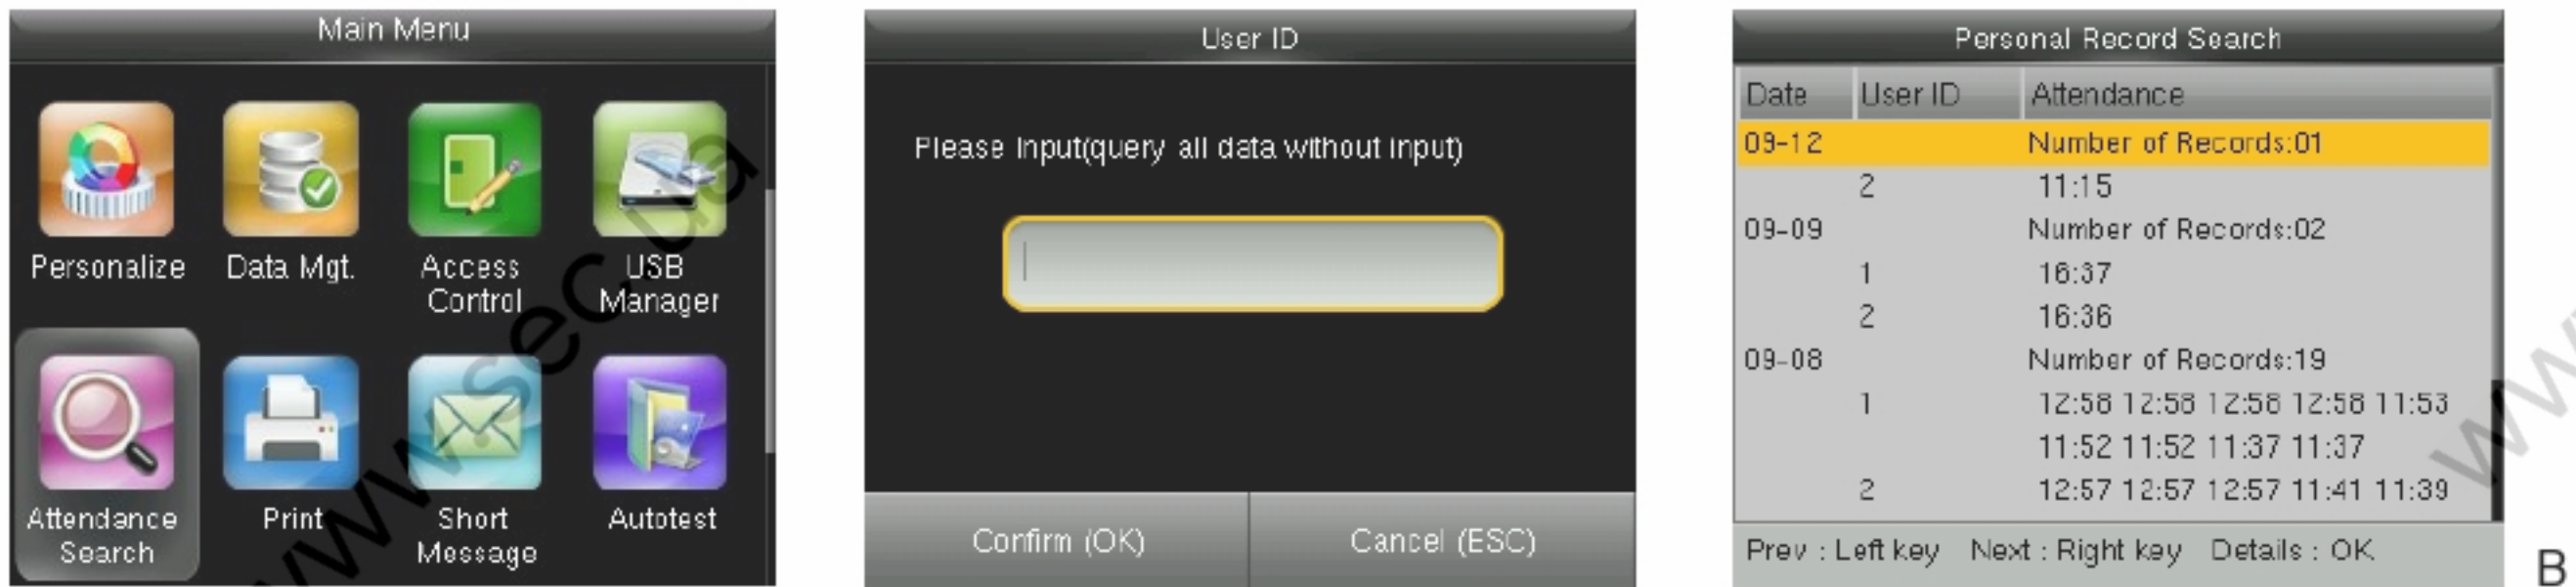 Main Menu
Personalize Data Mgt. Access Control USB Manager
Attendance Search Print Short Message Autotest
User ID
Please Input(query all data without input)
Confirm (OK) Cancel (ESC)
Personal Record Search
Date User ID Attendance
09-12 Number of Records:01
2 11:15
09-09 Number of Records:02
1 16:37
2 16:36
09-08 Number of Records:19
1 12:58 12:58 12:58 12:58 11:53
11:52 11:52 11:37 11:37
2 12:57 12:57 12:57 11:41 11:39
Prev : Left key Next : Right key Details : OK
B
www.sec.ua